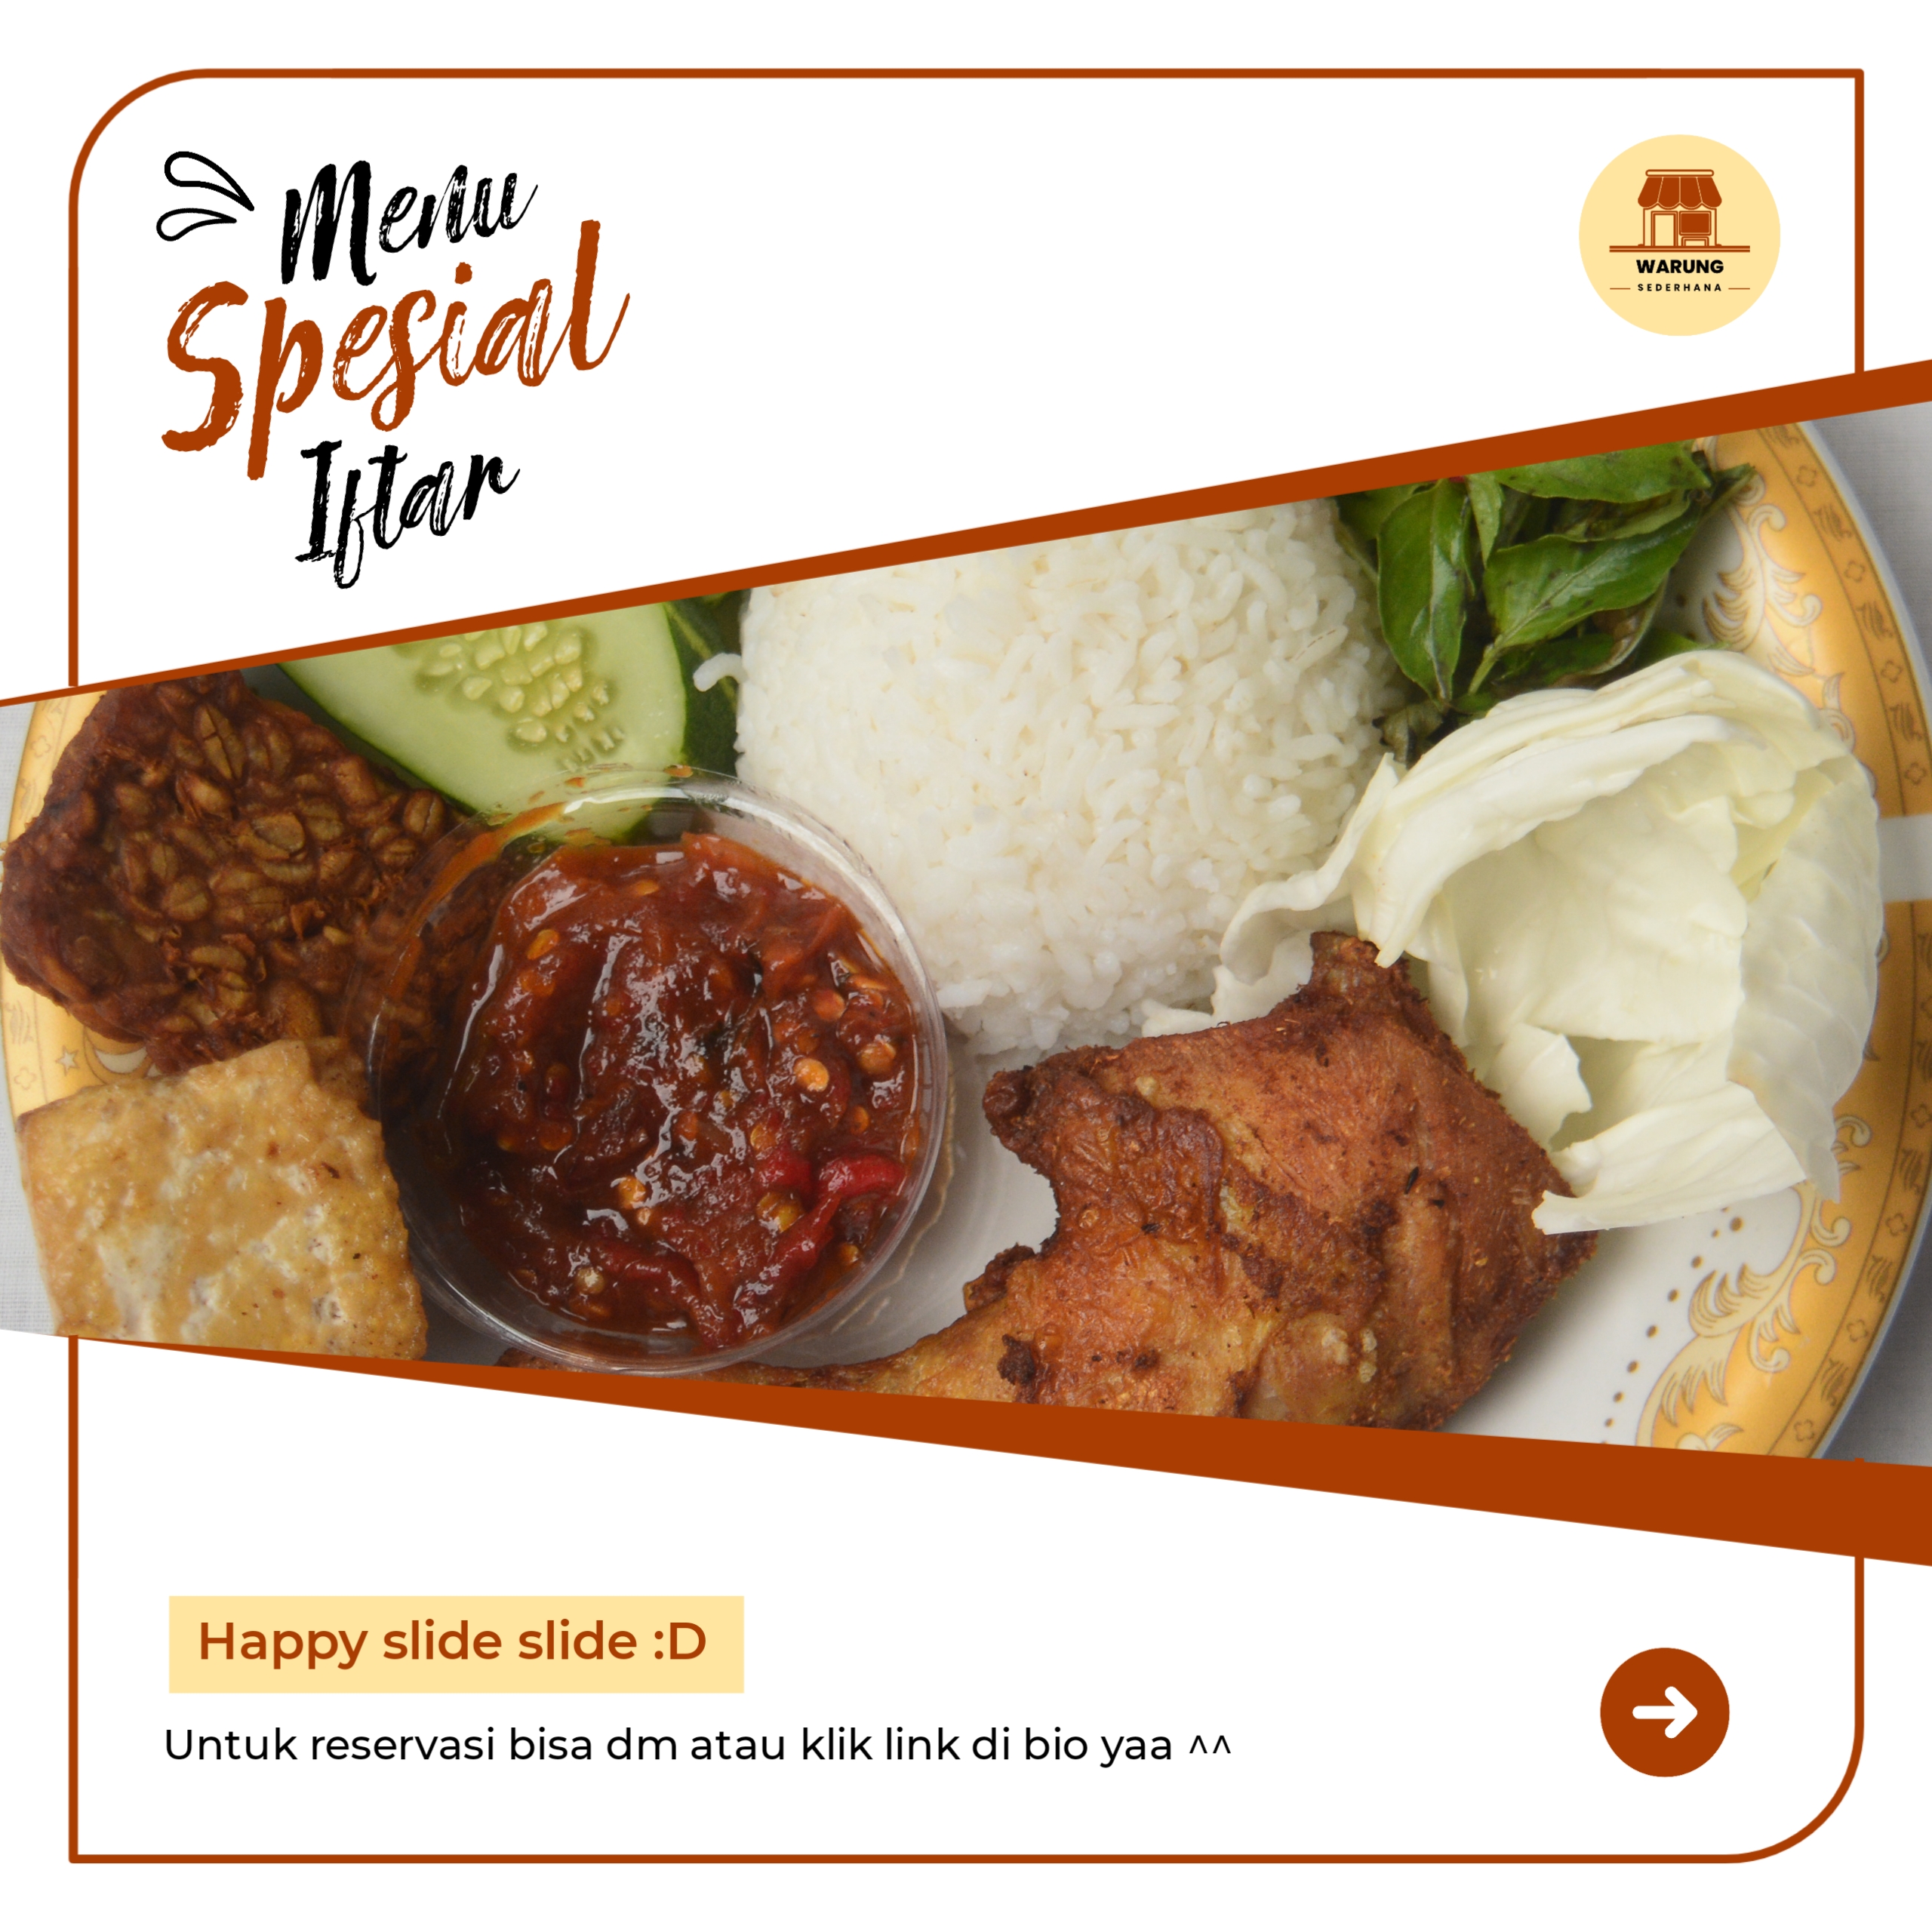 Menu
Spesial
Iftar
WARUNG
SEDERHANA
Happy slide slide :D
Untuk reservasi bisa dm atau klik link di bio yaa ^^